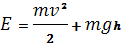 E = mv²/2 + mgh